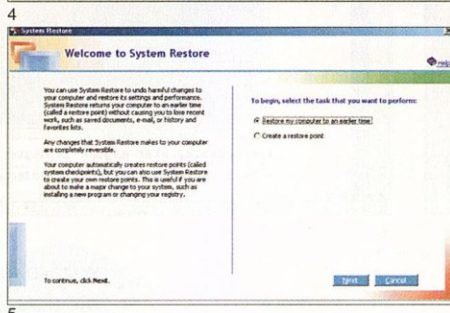 4
System Restore
Welcome to System Restore
Help
You can use System Restore to undo harmful changes to
your computer and restore its settings and performance.
System Restore returns your computer to an earlier time
(called a restore point) without causing you to lose recent
work, such as saved documents, e-mail, or history and
favorites lists.
Any changes that System Restore makes to your computer
are completely reversible.
Your computer automatically creates restore points (called
system checkpoints), but you can also use System Restore
to create your own restore points. This is useful if you are
about to make a major change to your system, such as
installing a new program or changing your registry.
To continue, click Next.
To begin, select the task that you want to perform:
Restore my computer to an earlier time
Create a restore point
Next
Cancel
5